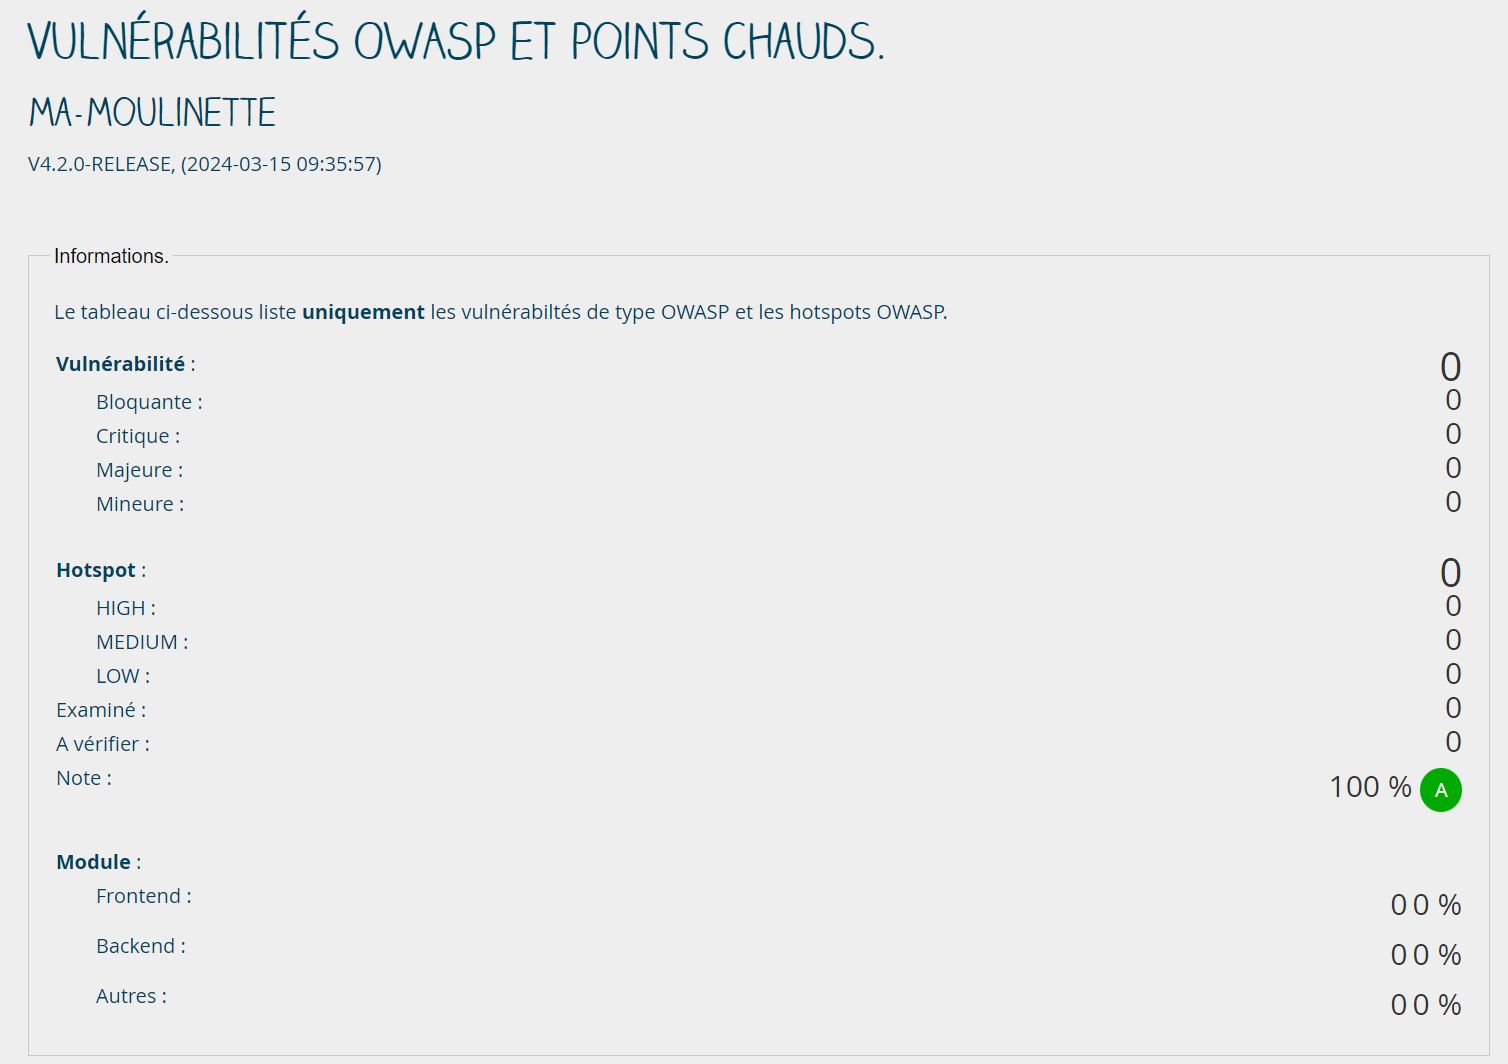 VULNÉRABILITÉS OWASP ET POINTS CHAUDS.
MA-MOULINETTE
V4.2.0-RELEASE, (2024-03-15 09:35:57)
Informations.
Le tableau ci-dessous liste uniquement les vulnérabiltés de type OWASP et les hotspots OWASP.
Vulnérabilité : 0
Bloquante : 0
Critique : 0
Majeure : 0
Mineure : 0
Hotspot : 0
HIGH : 0
MEDIUM : 0
LOW : 0
Examiné : 0
A vérifier : 0
Note : 100 % A
Module :
Frontend : 0 0 %
Backend : 0 0 %
Autres : 0 0 %